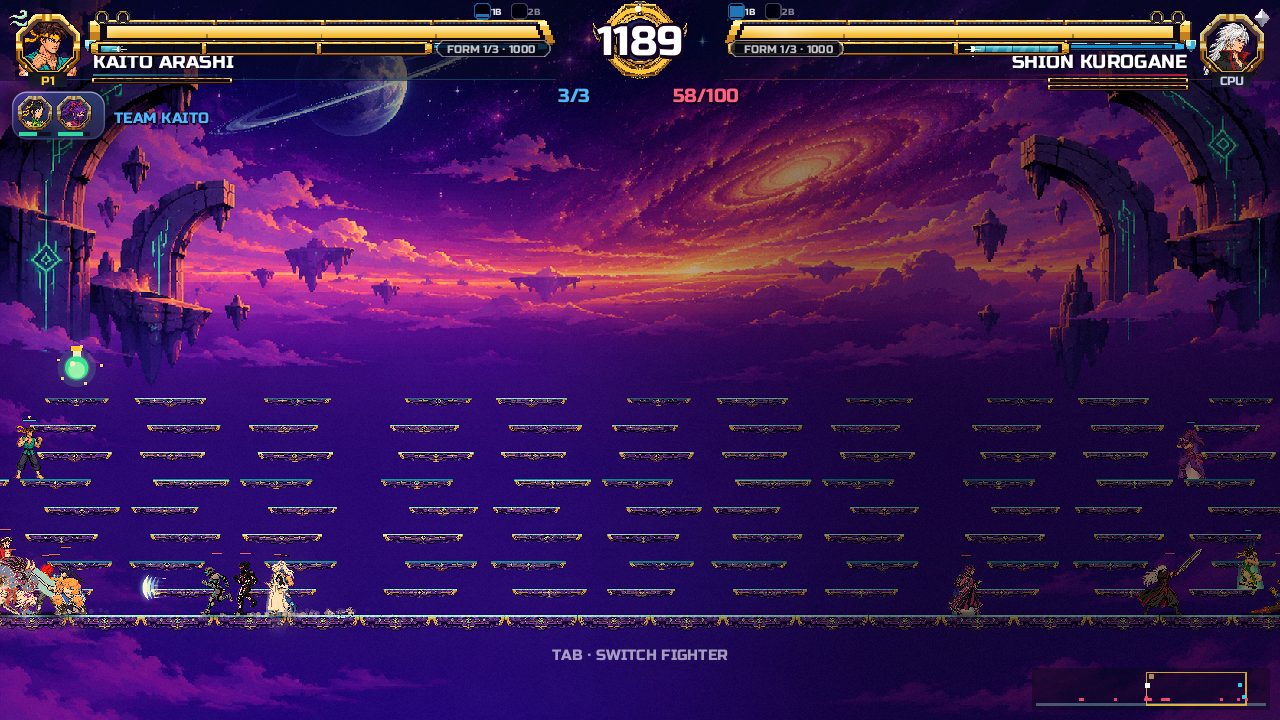 1B 2B
1B 2B
1189
FORM 1/3 · 1000
FORM 1/3 · 1000
KAITO ARASHI
SHION KUROGANE
P1
CPU
3/3
58/100
TEAM KAITO
TAB · SWITCH FIGHTER